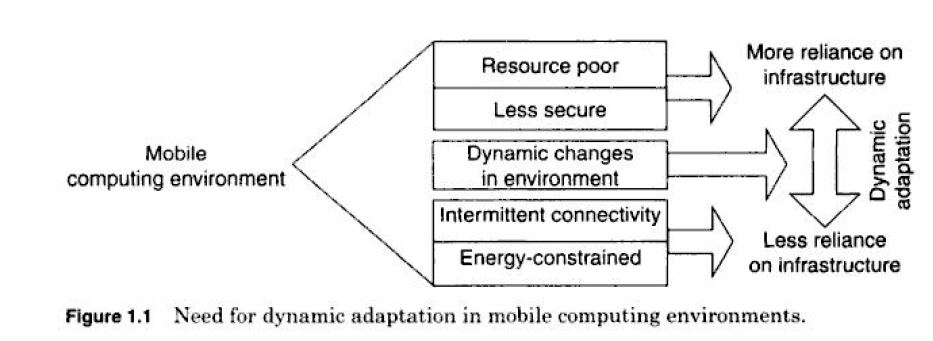 Resource poor
Less secure
More reliance on
infrastructure
Mobile
computing environment
Dynamic changes
in environment
Dynamic
adaptation
Intermittent connectivity
Energy-constrained
Less reliance
on infrastructure
Figure 1.1 Need for dynamic adaptation in mobile computing environments.